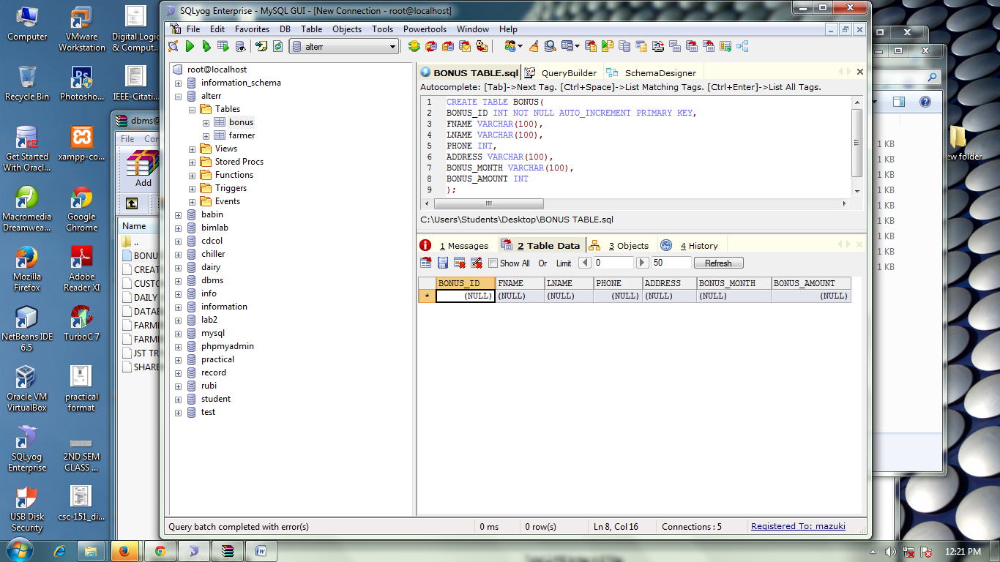 Computer
VMware Workstation
Digital Logic & Comput...
Recycle Bin
Photosho...
IEEE-Citati...
Get Started With Oracl...
xampp-co...
Macromedia Dreamwea...
Google Chrome
Mozilla Firefox
Adobe Reader XI
NetBeans IDE 6.5
TurboC 7
Oracle VM VirtualBox
practical format
SQLyog Enterprise
2ND SEM CLASS ...
USB Disk Security
csc-151_di...
dbms@
File Con
Add
Name
..
BONU
CREAT
CUSTO
DAILY
DATAB
FARMI
FARMI
JST TR
SHARE
SQLyog Enterprise - MySQL GUI - [New Connection - root@localhost]
File Edit Favorites DB Table Objects Tools Powertools Window Help
alterr
root@localhost
information_schema
alterr
Tables
bonus
farmer
Views
Stored Procs
Functions
Triggers
Events
babin
bimlab
cdcol
chiller
dairy
dbms
info
information
lab2
mysql
phpmyadmin
practical
record
rubi
student
test
BONUS TABLE.sql QueryBuilder SchemaDesigner
Autocomplete: [Tab]->Next Tag. [Ctrl+Space]->List Matching Tags. [Ctrl+Enter]->List All Tags.
1 CREATE TABLE BONUS(
2 BONUS_ID INT NOT NULL AUTO_INCREMENT PRIMARY KEY,
3 FNAME VARCHAR(100),
4 LNAME VARCHAR(100),
5 PHONE INT,
6 ADDRESS VARCHAR(100),
7 BONUS_MONTH VARCHAR(100),
8 BONUS_AMOUNT INT
9 );
C:\Users\Students\Desktop\BONUS TABLE.sql
1 Messages 2 Table Data 3 Objects 4 History
Show All Or Limit 0 50 Refresh
BONUS_ID FNAME LNAME PHONE ADDRESS BONUS_MONTH BONUS_AMOUNT
* (NULL) (NULL) (NULL) (NULL) (NULL) (NULL) (NULL)
Query batch completed with error(s) 0 ms 0 row(s) Ln 8, Col 16 Connections : 5 Registered To: mazuki
1 KB
1 KB
1 KB
1 KB
1 KB
1 KB
1 KB
1 KB
1 KB
ew folder
12:21 PM